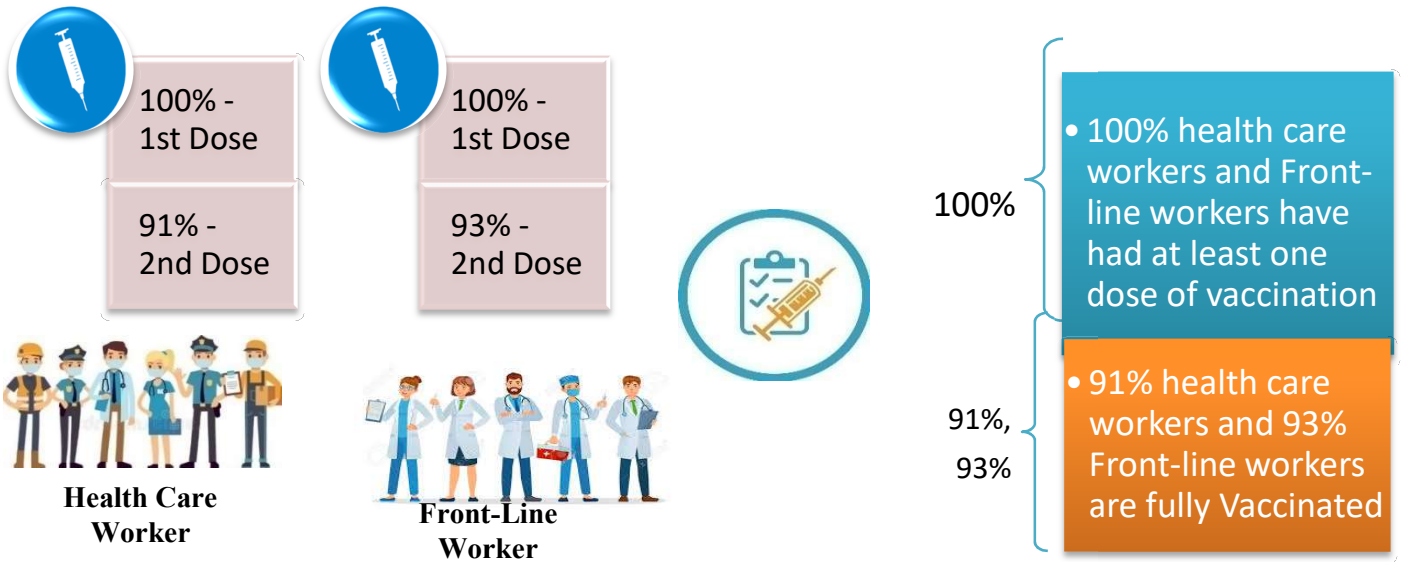 100% -
1st Dose
91% -
2nd Dose
Health Care
Worker
100% -
1st Dose
93% -
2nd Dose
Front-Line
Worker
100%
• 100% health care
workers and Front-
line workers have
had at least one
dose of vaccination
91%,
93%
• 91% health care
workers and 93%
Front-line workers
are fully Vaccinated